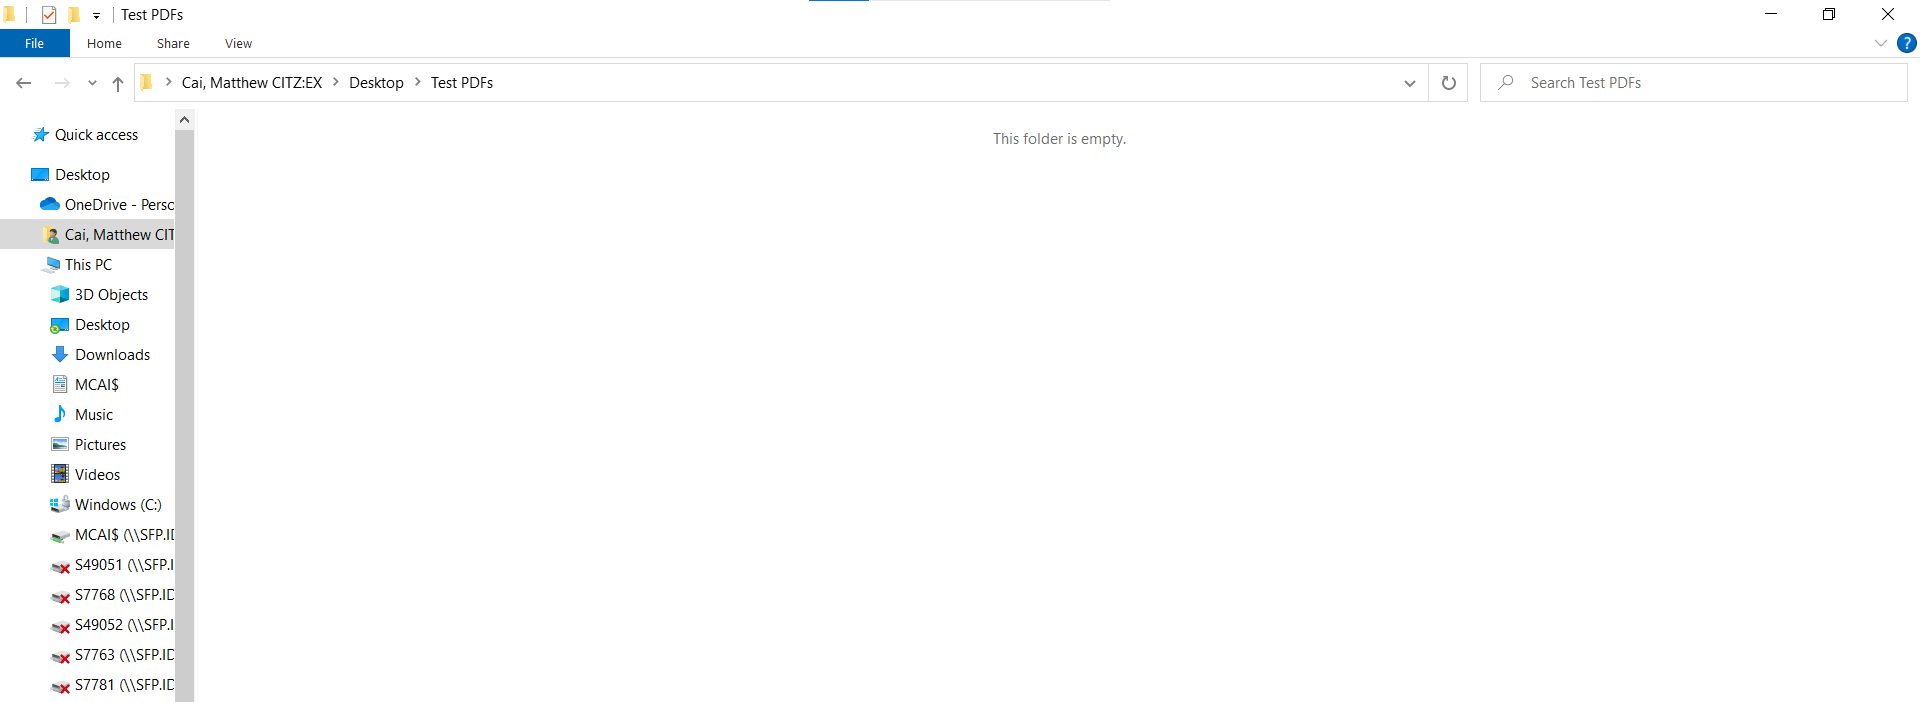 Test PDFs
File Home Share View ?
Cai, Matthew CITZ:EX > Desktop > Test PDFs
Search Test PDFs
This folder is empty.
Quick access
Desktop
OneDrive - Perso
Cai, Matthew CIT
This PC
3D Objects
Desktop
Downloads
MCAI$
Music
Pictures
Videos
Windows (C:)
MCAI$ (\\SFP.ID
S49051 (\\SFP.I
S7768 (\\SFP.ID
S49052 (\\SFP.I
S7763 (\\SFP.ID
S7781 (\\SFP.ID